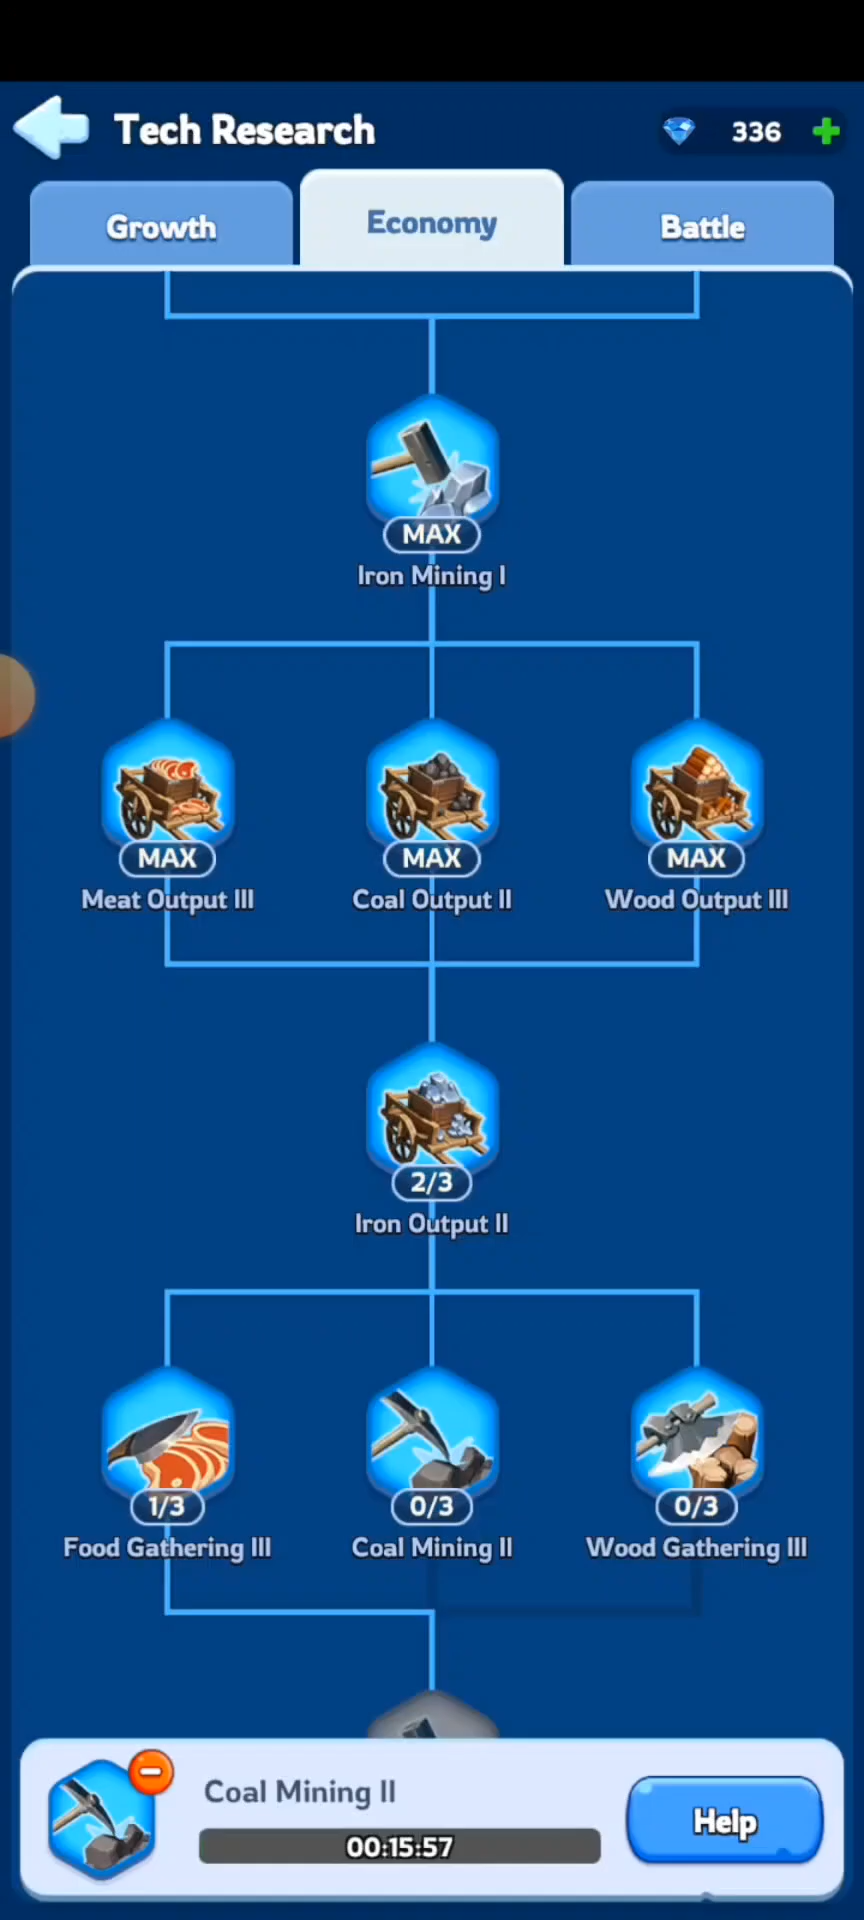 Tech Research
336
Growth
Economy
Battle
MAX
Iron Mining I
MAX
MAX
MAX
Meat Output III
Coal Output II
Wood Output III
2/3
Iron Output II
1/3
0/3
0/3
Food Gathering III
Coal Mining II
Wood Gathering III
Coal Mining II
00:15:57
Help